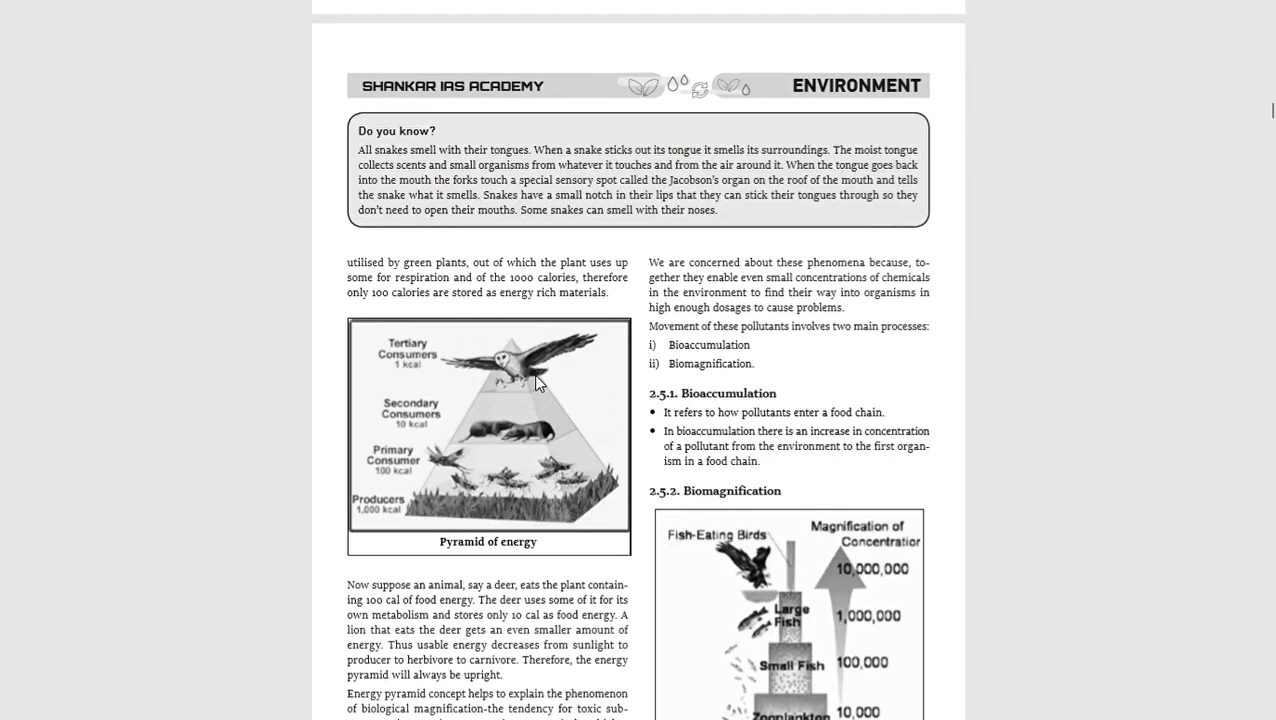 SHANKAR IAS ACADEMY
ENVIRONMENT
Do you know?
All snakes smell with their tongues. When a snake sticks out its tongue it smells its surroundings. The moist tongue
collects scents and small organisms from whatever it touches and from the air around it. When the tongue goes back
into the mouth the forks touch a special sensory spot called the Jacobson's organ on the roof of the mouth and tells
the snake what it smells. Snakes have a small notch in their lips that they can stick their tongues through so they
don't need to open their mouths. Some snakes can smell with their noses.
utilised by green plants, out of which the plant uses up
some for respiration and of the 1000 calories, therefore
only 100 calories are stored as energy rich materials.
Tertiary
Consumers
1 kcal
Secondary
Consumers
10 kcal
Primary
Consumer
100 kcal
Producers
1,000 kcal
Pyramid of energy
Now suppose an animal, say a deer, eats the plant contain-
ing 100 cal of food energy. The deer uses some of it for its
own metabolism and stores only 10 cal as food energy. A
lion that eats the deer gets an even smaller amount of
energy. Thus usable energy decreases from sunlight to
producer to herbivore to carnivore. Therefore, the energy
pyramid will always be upright.
Energy pyramid concept helps to explain the phenomenon
of biological magnification-the tendency for toxic sub-
We are concerned about these phenomena because, to-
gether they enable even small concentrations of chemicals
in the environment to find their way into organisms in
high enough dosages to cause problems.
Movement of these pollutants involves two main processes:
i) Bioaccumulation
ii) Biomagnification.
2.5.1. Bioaccumulation
• It refers to how pollutants enter a food chain.
• In bioaccumulation there is an increase in concentration
of a pollutant from the environment to the first organ-
ism in a food chain.
2.5.2. Biomagnification
Fish-Eating Birds
Magnification of
Concentration
10,000,000
Large
Fish
1,000,000
Small Fish
100,000
Zooplankton
10,000